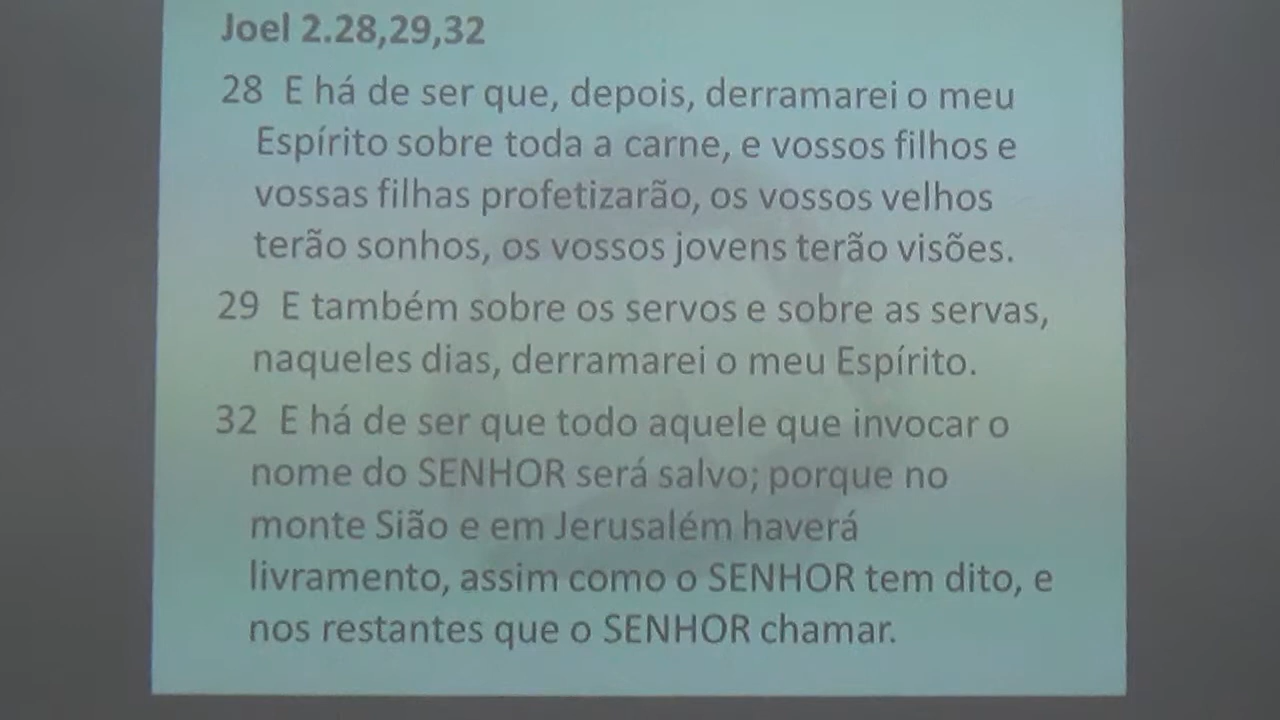 Joel 2.28,29,32
28 E há de ser que, depois, derramarei o meu
Espírito sobre toda a carne, e vossos filhos e
vossas filhas profetizarão, os vossos velhos
terão sonhos, os vossos jovens terão visões.
29 E também sobre os servos e sobre as servas,
naqueles dias, derramarei o meu Espírito.
32 E há de ser que todo aquele que invocar o
nome do SENHOR será salvo; porque no
monte Sião e em Jerusalém haverá
livramento, assim como o SENHOR tem dito, e
nos restantes que o SENHOR chamar.